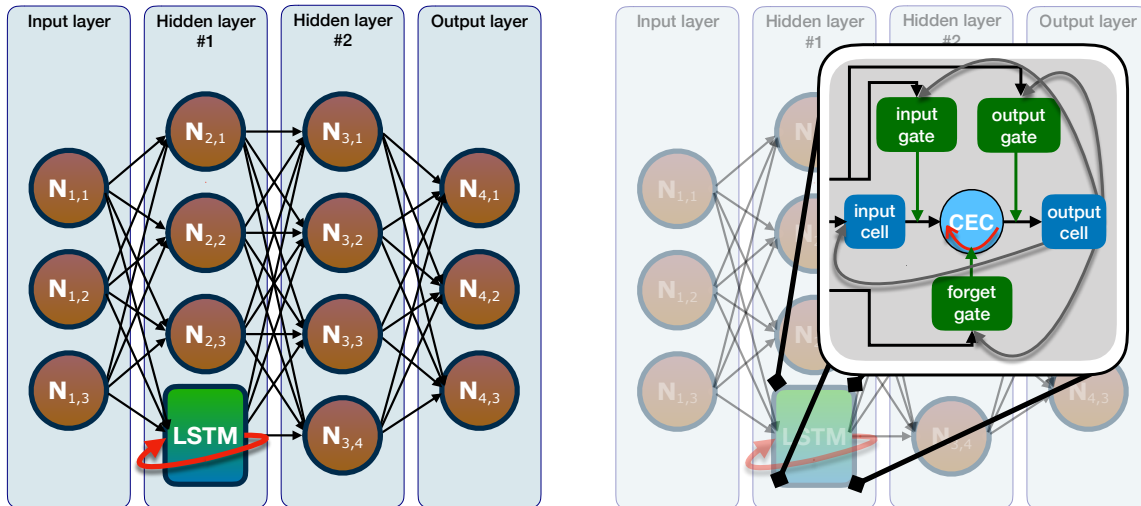 Input layer
Hidden layer
#1
Hidden layer
#2
Output layer
N1,1
N1,2
N1,3
N2,1
N2,2
N2,3
LSTM
N3,1
N3,2
N3,3
N3,4
N4,1
N4,2
N4,3
Input layer
Hidden layer
#1
Hidden layer
#2
Output layer
N1,1
N1,2
N1,3
LSTM
N3,4
N4,3
input
gate
output
gate
input
cell
CEC
output
cell
forget
gate